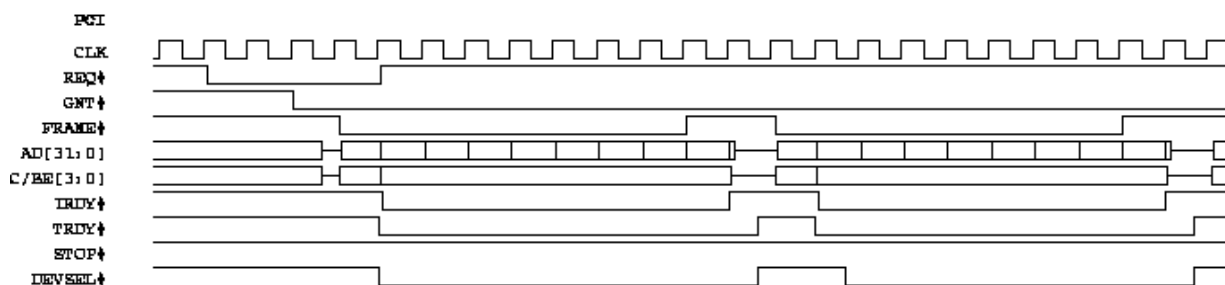 PCI
CLK
REQ#
GNT#
FRAME#
AD[31:0]
C/BE[3:0]
IRDY#
TRDY#
STOP#
DEVSEL#